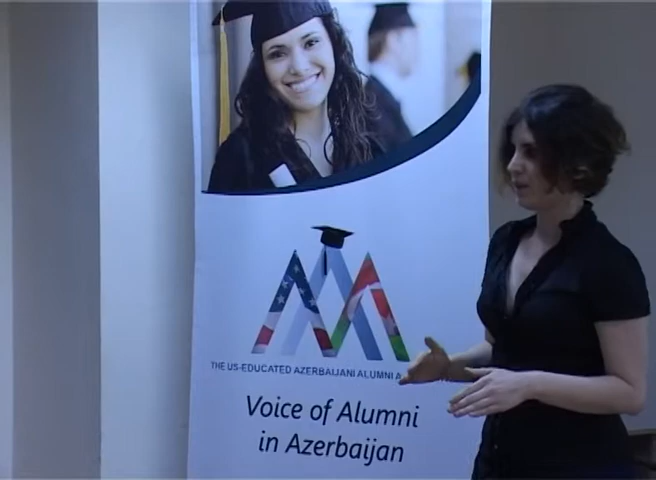 THE US-EDUCATED AZERBAIJANI ALUMNI
Voice of Alumni
in Azerbaijan